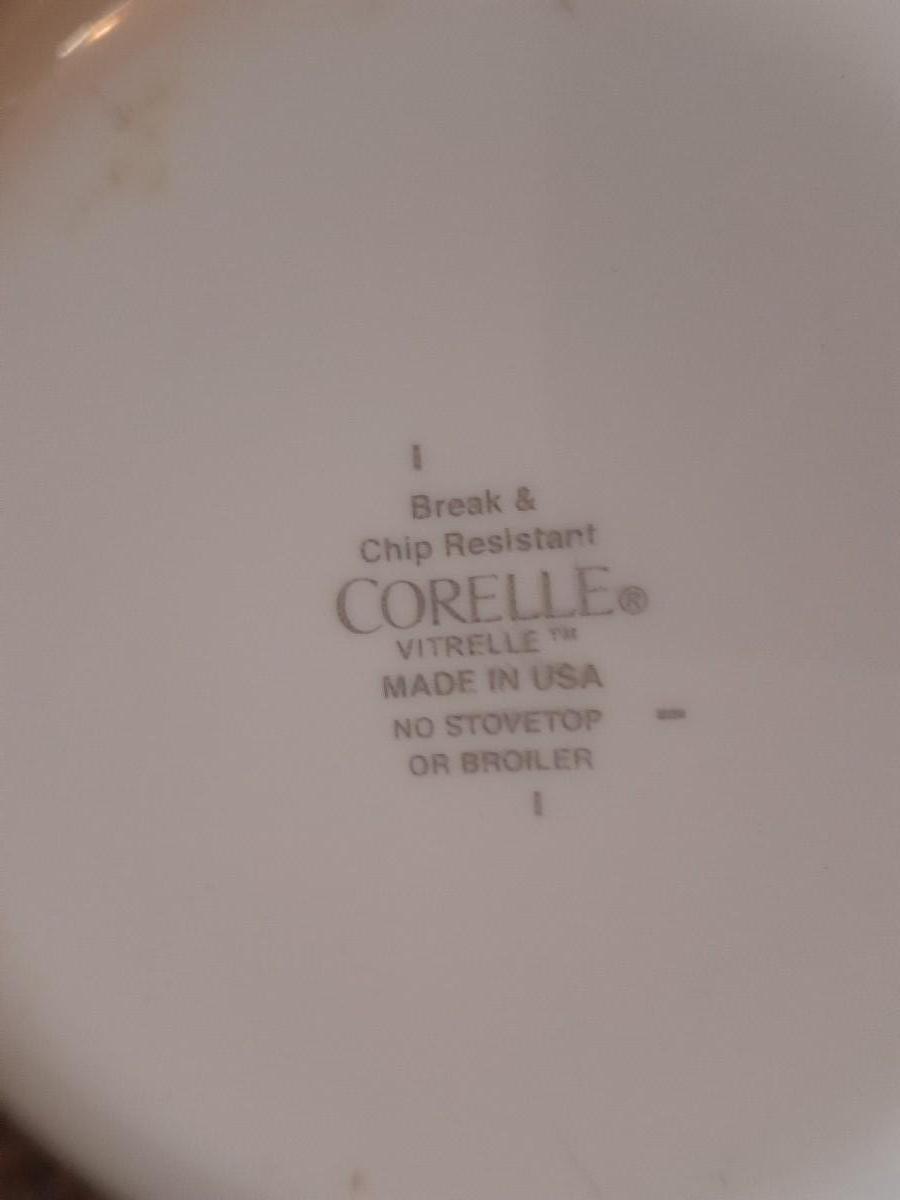 Break &
Chip Resistant
CORELLE®
VITRELLE™
MADE IN USA
NO STOVETOP
OR BROILER